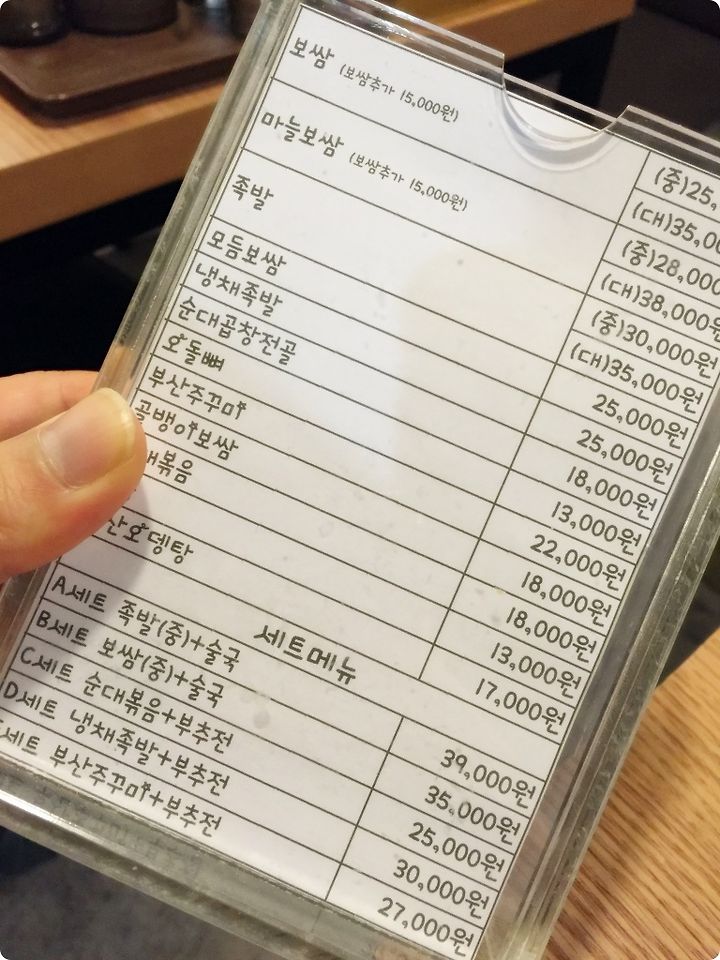 보쌈 (보쌈추가 15,000원) (중)25,
(대)35,00
마늘보쌈 (보쌈추가 15,000원) (중)28,000
(대)38,000원
족발 (중)30,000원
(대)35,000원
모듬보쌈 25,000원
냉채족발 25,000원
순대곱창전골 18,000원
오돌뼈 13,000원
부산주꾸미 22,000원
골뱅이보쌈 18,000원
대볶음 18,000원
13,000원
산오뎅탕 17,000원
세트메뉴
A세트 족발(중)+술국 39,000원
B세트 보쌈(중)+술국 35,000원
C세트 순대볶음+부추전 25,000원
D세트 냉채족발+부추전 30,000원
세트 부산주꾸미+부추전 27,000원